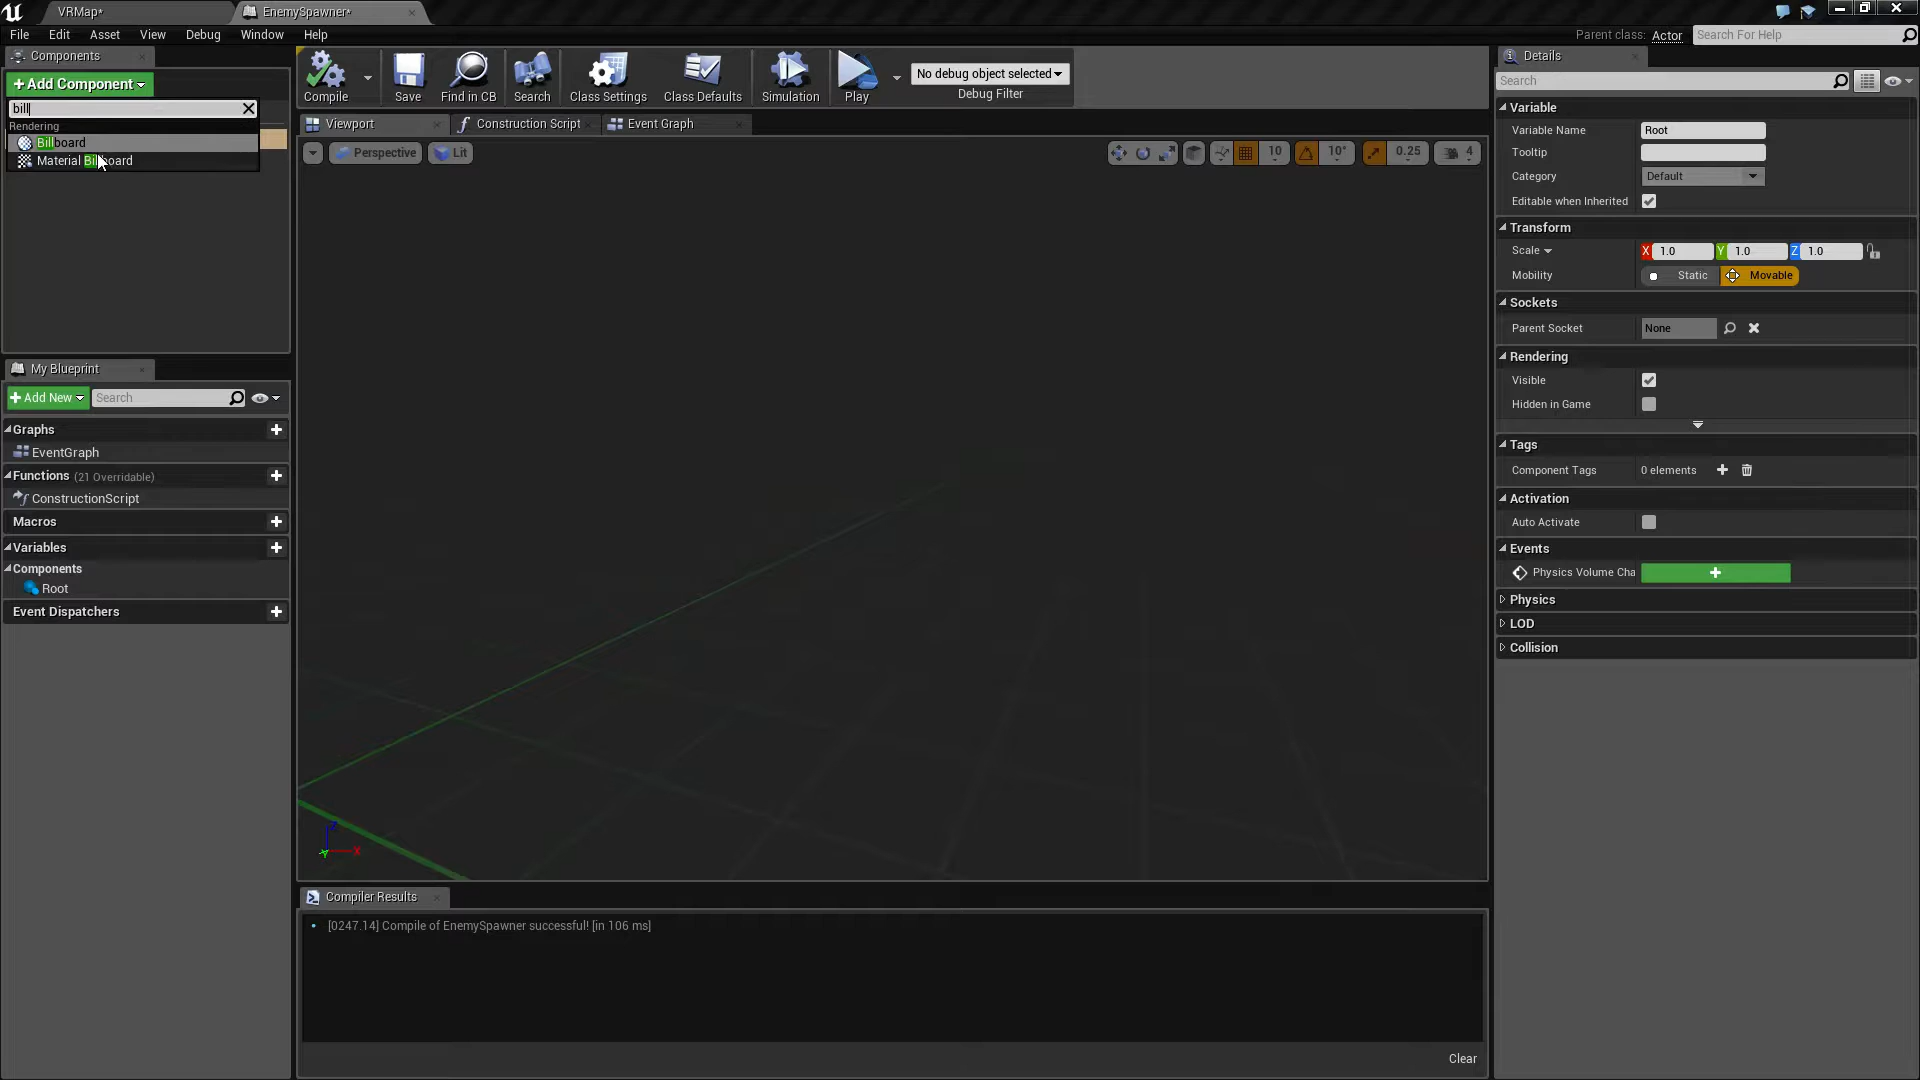 VRMap*
EnemySpawner*
File Edit Asset View Debug Window Help
Parent class: Actor
Search For Help
Components
+Add Component
bill
Rendering
Billboard
Material Billboard
Compile
Save
Find in CB
Search
Class Settings
Class Defaults
Simulation
Play
No debug object selected
Debug Filter
Viewport
Construction Script
Event Graph
Perspective
Lit
10
10°
0.25
4
X
My Blueprint
+Add New
Search
Graphs
EventGraph
Functions (21 Overridable)
ConstructionScript
Macros
Variables
Components
Root
Event Dispatchers
Compiler Results
[0247.14] Compile of EnemySpawner successful! [in 106 ms]
Clear
Details
Search
Variable
Variable Name Root
Tooltip
Category Default
Editable when Inherited
Transform
Scale X 1.0 Y 1.0 Z 1.0
Mobility Static Movable
Sockets
Parent Socket None
Rendering
Visible
Hidden in Game
Tags
Component Tags 0 elements
Activation
Auto Activate
Events
Physics Volume Cha
Physics
LOD
Collision